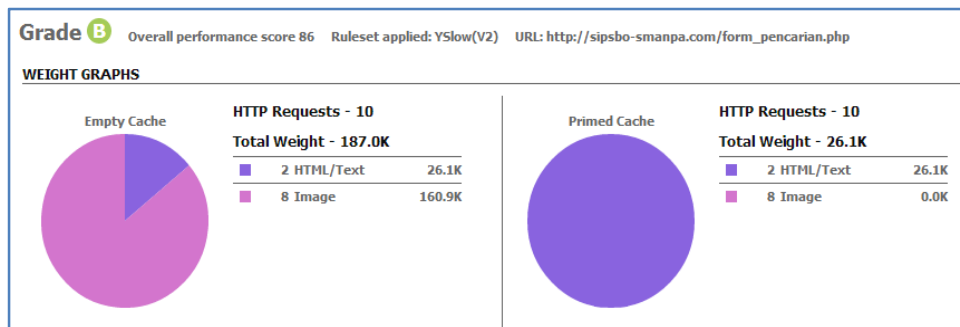 Grade B Overall performance score 86 Ruleset applied: YSlow(V2) URL: http://sipsbo-smanpa.com/form_pencarian.php
WEIGHT GRAPHS
Empty Cache
HTTP Requests - 10
Total Weight - 187.0K
2 HTML/Text 26.1K
8 Image 160.9K
Primed Cache
HTTP Requests - 10
Total Weight - 26.1K
2 HTML/Text 26.1K
8 Image 0.0K